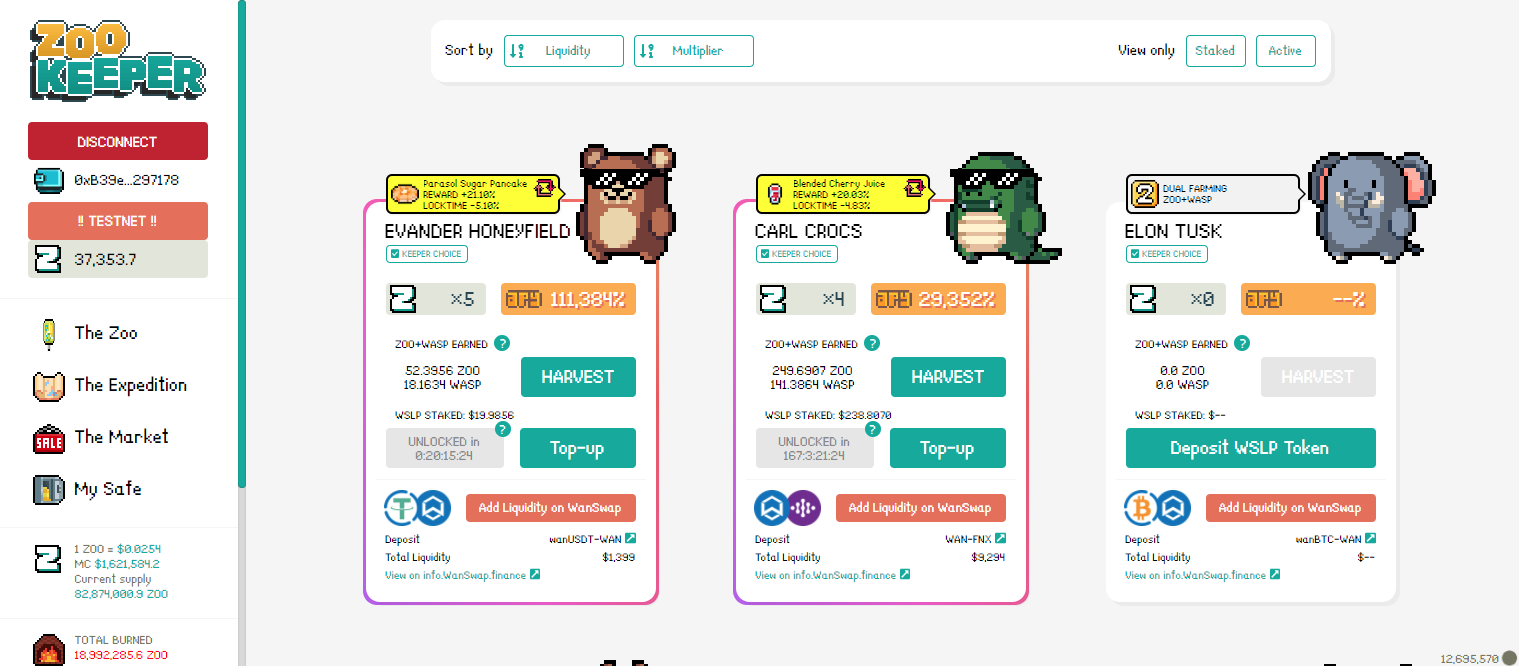 ZOO
KEEPER
DISCONNECT
0xB39e...297178
!! TESTNET !!
37,353.7
The Zoo
The Expedition
SALE
The Market
My Safe
1 ZOO = $0.0254
MC $1,621,584.2
Current supply
82,874,000.9 ZOO
TOTAL BURNED
18,992,285.6 ZOO
Sort by
Liquidity
Multiplier
View only
Staked
Active
Parasol Sugar Pancake
REWARD +21.10%
LOCKTIME -5.10%
EVANDER HONEYFIELD
KEEPER CHOICE
x5
111,384%
ZOO+WASP EARNED ?
52.3956 ZOO
18.1634 WASP
HARVEST
WSLP STAKED: $19.9856
?
UNLOCKED in
0:20:15:24
Top-up
Add Liquidity on WanSwap
Deposit wanUSDT-WAN
Total Liquidity $1,399
View on info.WanSwap.finance
Blended Cherry Juice
REWARD +20.03%
LOCKTIME -4.83%
CARL CROCS
KEEPER CHOICE
x4
29,352%
ZOO+WASP EARNED ?
249.6907 ZOO
141.3864 WASP
HARVEST
WSLP STAKED: $238.8070
?
UNLOCKED in
167:3:21:24
Top-up
Add Liquidity on WanSwap
Deposit WAN-FNX
Total Liquidity $9,294
View on info.WanSwap.finance
2
DUAL FARMING
ZOO+WASP
ELON TUSK
KEEPER CHOICE
x0
--%
ZOO+WASP EARNED ?
0.0 ZOO
0.0 WASP
HARVEST
WSLP STAKED: $--
Deposit WSLP Token
Add Liquidity on WanSwap
Deposit wanBTC-WAN
Total Liquidity $--
View on info.WanSwap.finance
12,695,570